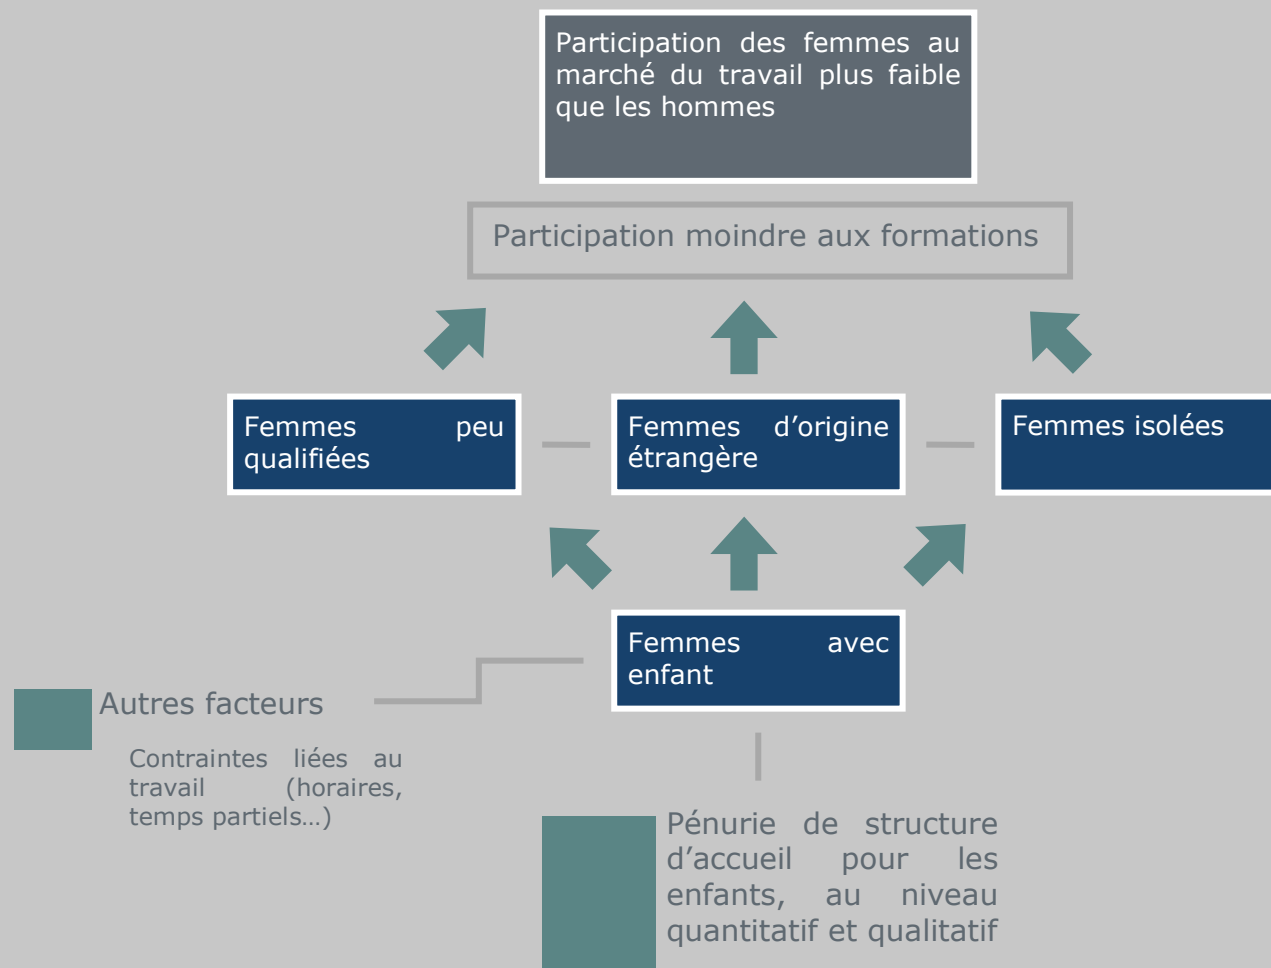 Participation des femmes au
marché du travail plus faible
que les hommes
Participation moindre aux formations
Femmes peu
qualifiées
Femmes d’origine
étrangère
Femmes isolées
Femmes avec
enfant
Autres facteurs
Contraintes liées au
travail (horaires,
temps partiels…)
Pénurie de structure
d’accueil pour les
enfants, au niveau
quantitatif et qualitatif